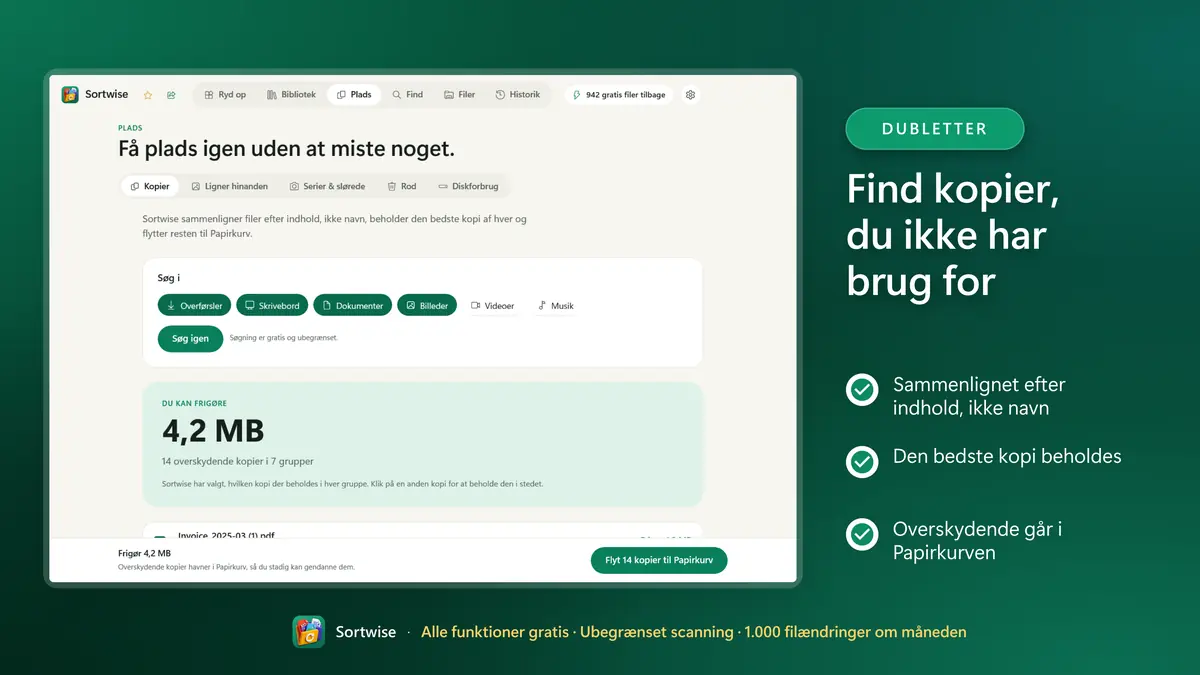 Sortwise
Ryd op
Bibliotek
Plads
Find
Filer
Historik
942 gratis filer tilbage
PLADS
Få plads igen uden at miste noget.
Kopier
Ligner hinanden
Serier & slørede
Rod
Diskforbrug
Sortwise sammenligner filer efter indhold, ikke navn, beholder den bedste kopi af hver og
flytter resten til Papirkurv.
Søg i
Overførsler
Skrivebord
Dokumenter
Billeder
Videoer
Musik
Søg igen
Søgning er gratis og ubegrænset.
DU KAN FRIGØRE
4,2 MB
14 overskydende kopier i 7 grupper
Sortwise har valgt, hvilken kopi der beholdes i hver gruppe. Klik på en anden kopi for at beholde den i stedet.
Invoice_2025-03 (1).pdf
Frigør 4,2 MB
Overskydende kopier havner i Papirkurv, så du stadig kan gendanne dem.
Flyt 14 kopier til Papirkurv
DUBLETTER
Find kopier,
du ikke har
brug for
Sammenlignet efter
indhold, ikke navn
Den bedste kopi beholdes
Overskydende går i
Papirkurven
Sortwise · Alle funktioner gratis · Ubegrænset scanning · 1.000 filændringer om måneden